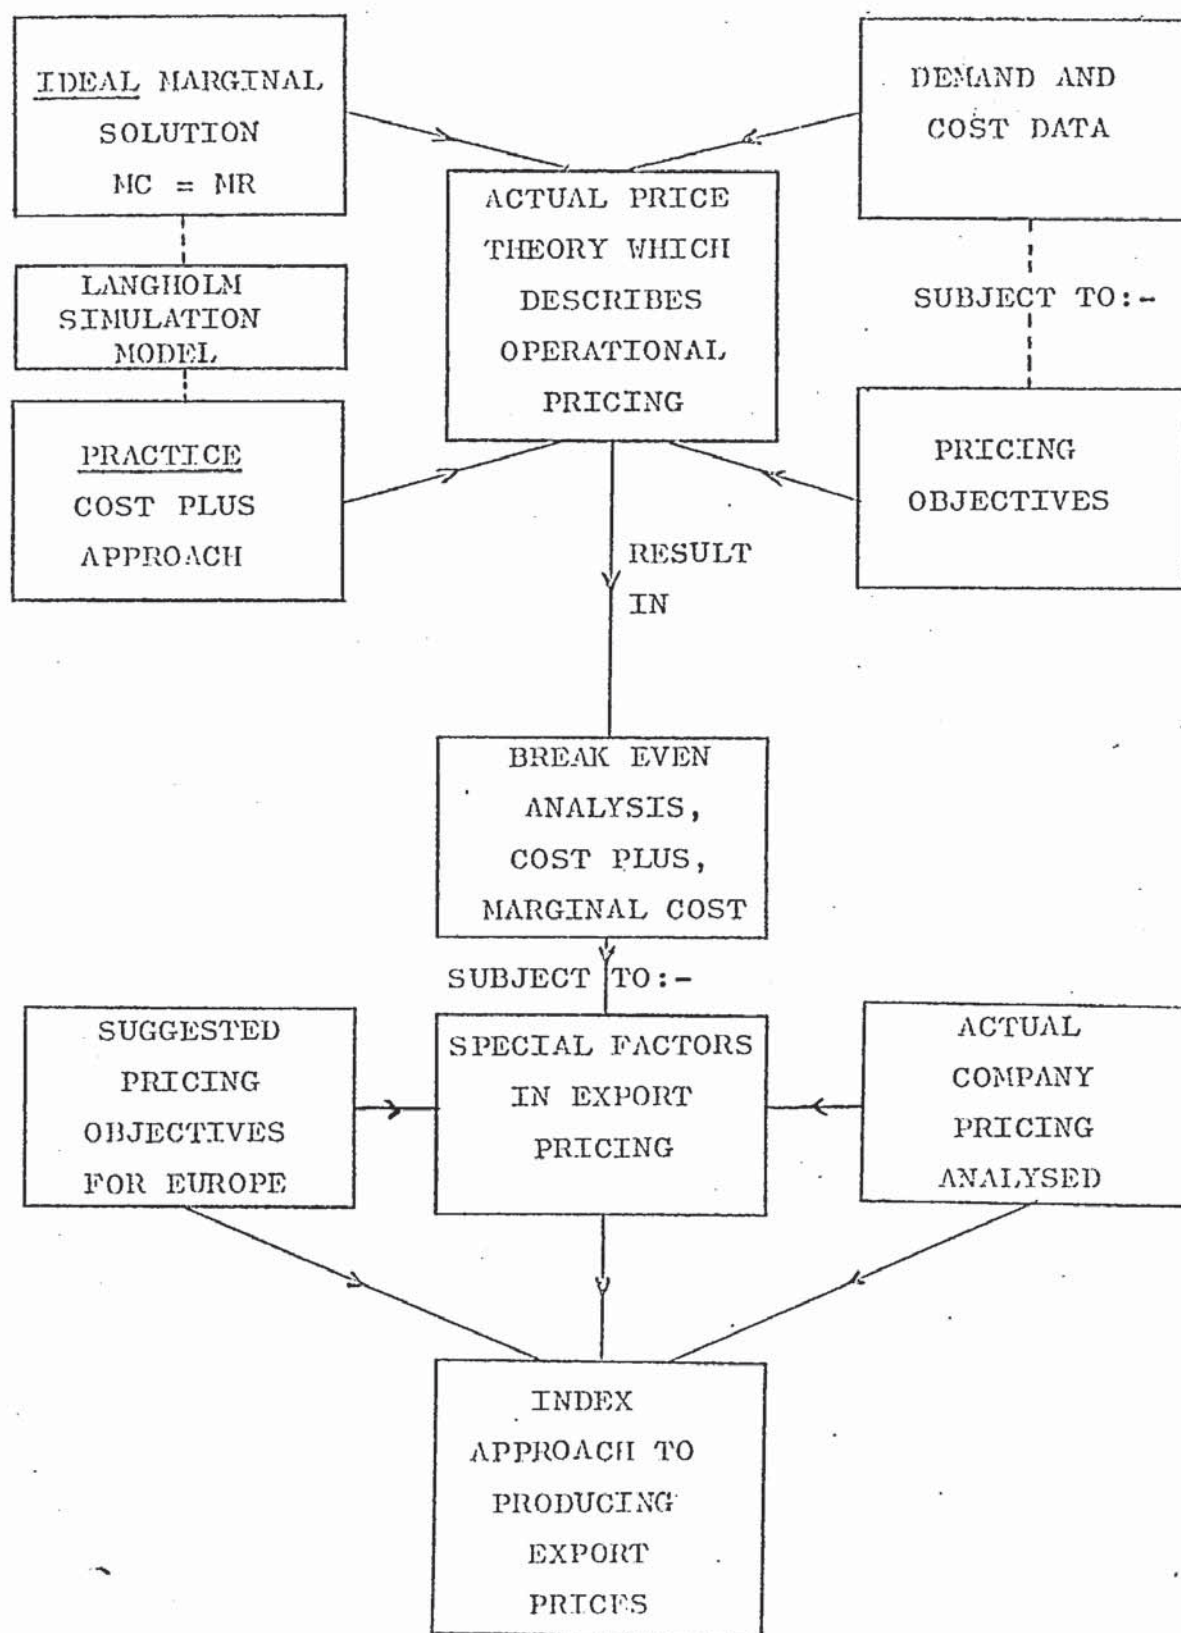 IDEAL MARGINAL
SOLUTION
MC = MR
DEMAND AND
COST DATA
ACTUAL PRICE
THEORY WHICH
DESCRIBES
OPERATIONAL
PRICING
LANGHOLM
SIMULATION
MODEL
SUBJECT TO:-
PRACTICE
COST PLUS
APPROACH
PRICING
OBJECTIVES
RESULT
IN
BREAK EVEN
ANALYSIS,
COST PLUS,
MARGINAL COST
SUBJECT TO:-
SUGGESTED
PRICING
OBJECTIVES
FOR EUROPE
SPECIAL FACTORS
IN EXPORT
PRICING
ACTUAL
COMPANY
PRICING
ANALYSED
INDEX
APPROACH TO
PRODUCING
EXPORT
PRICES